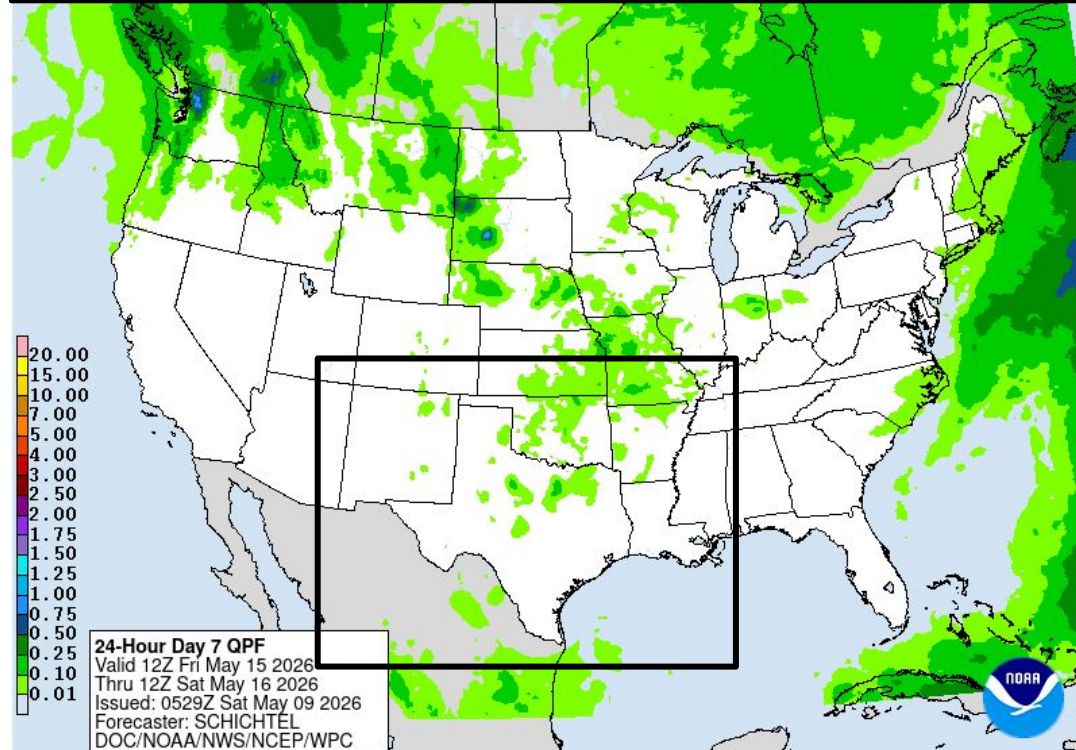 20.00
15.00
10.00
7.00
5.00
4.00
3.00
2.50
2.00
1.75
1.50
1.25
1.00
0.75
0.50
0.25
0.10
0.01
24-Hour Day 7 QPF
Valid 12Z Fri May 15 2026
Thru 12Z Sat May 16 2026
Issued: 0529Z Sat May 09 2026
Forecaster: SCHICHTEL
DOC/NOAA/NWS/NCEP/WPC
NOAA